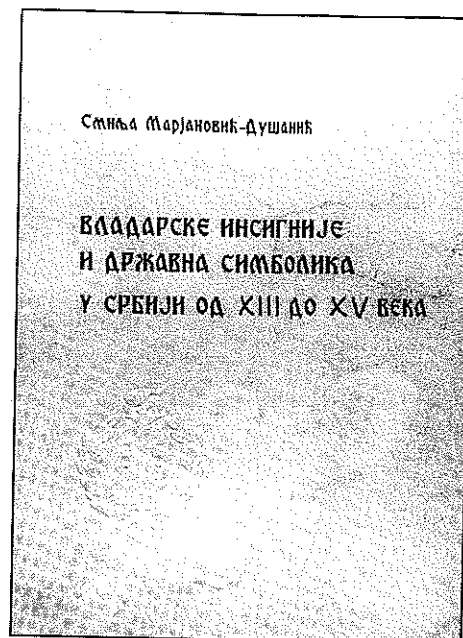 Смиља Марјановић-Душанић
ВЛАДАРСКЕ ИНСИГНИЈЕ
И ДРЖАВНА СИМБОЛИКА
У СРБИЈИ ОД XIII ДО XV ВЕКА